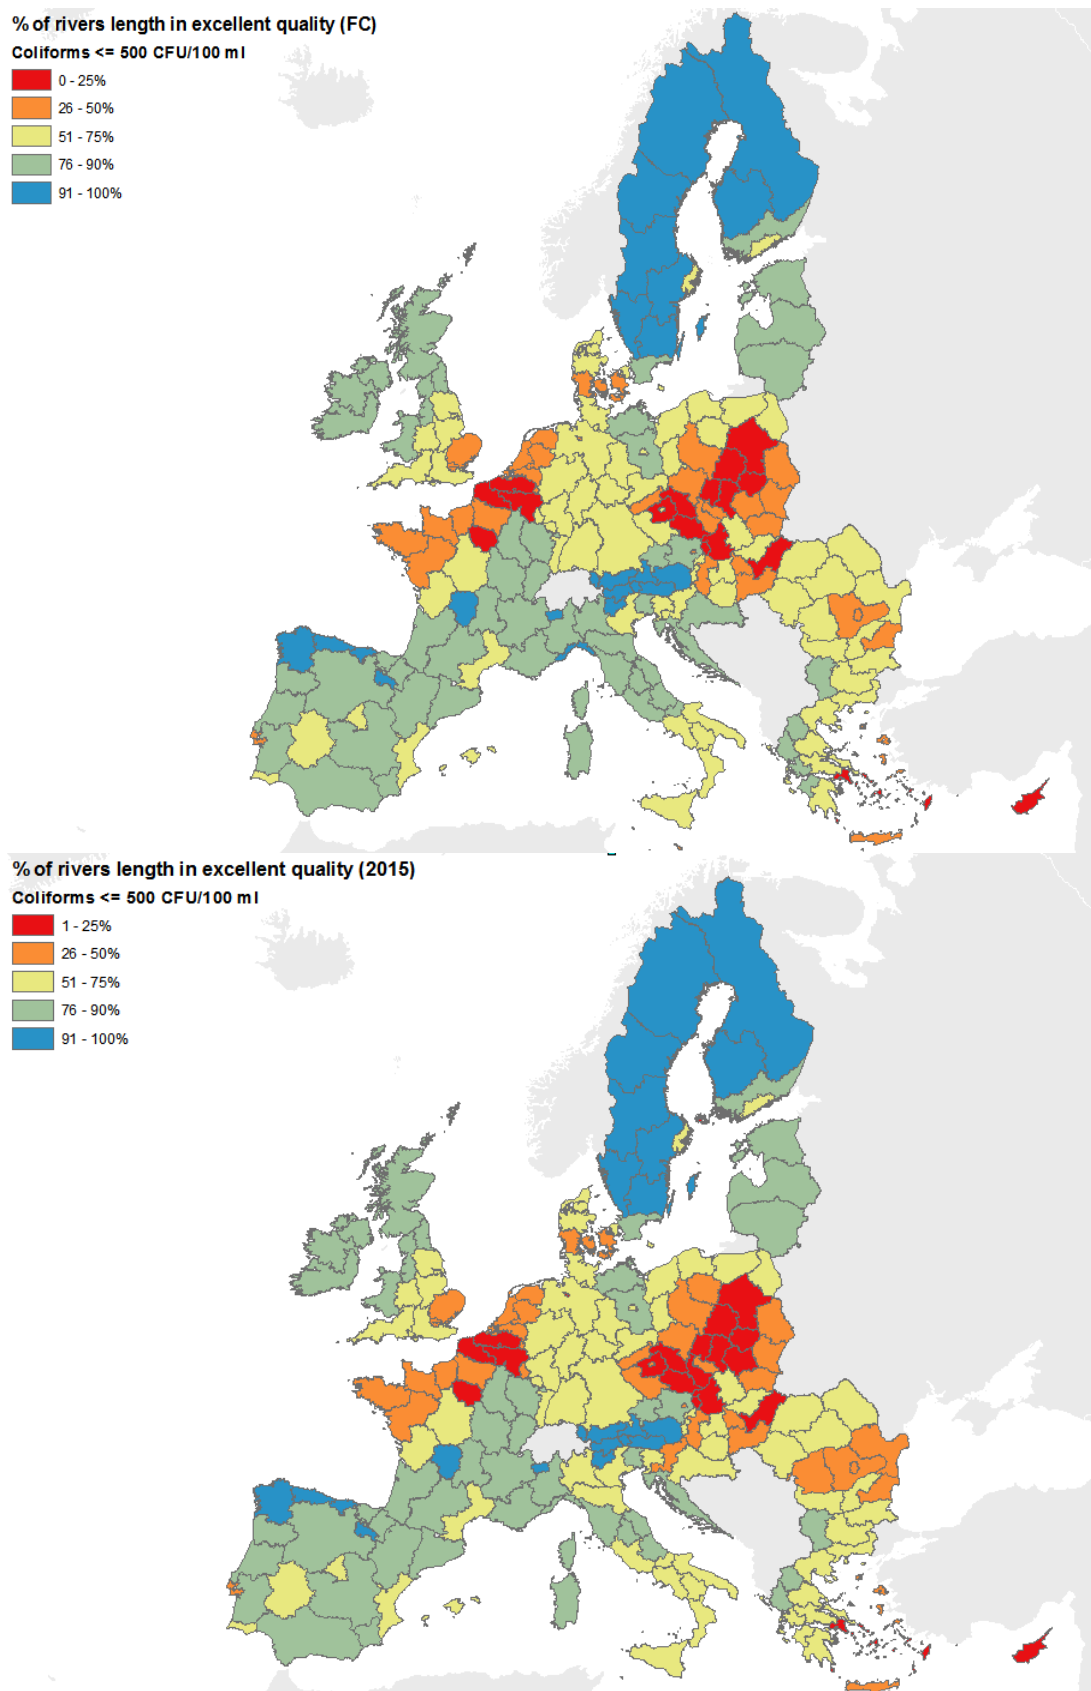 % of rivers length in excellent quality (FC)
Coliforms <= 500 CFU/100 ml
0 - 25%
26 - 50%
51 - 75%
76 - 90%
91 - 100%
% of rivers length in excellent quality (2015)
Coliforms <= 500 CFU/100 ml
1 - 25%
26 - 50%
51 - 75%
76 - 90%
91 - 100%